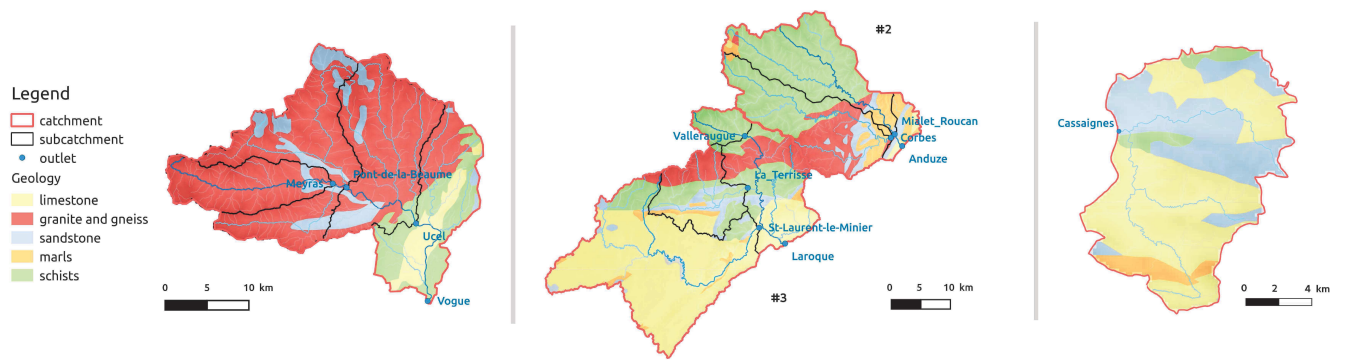 Legend
catchment
subcatchment
outlet
Geology
limestone
granite and gneiss
sandstone
marls
schists
Meyras
Pont-de-la-Beaume
Ucel
Vogue
0 5 10 km
#2
Mialet_Roucan
Corbes
Anduze
Valleraugue
La_Terrisse
St-Laurent-le-Minier
Laroque
#3
0 5 10 km
Cassaignes
0 2 4 km